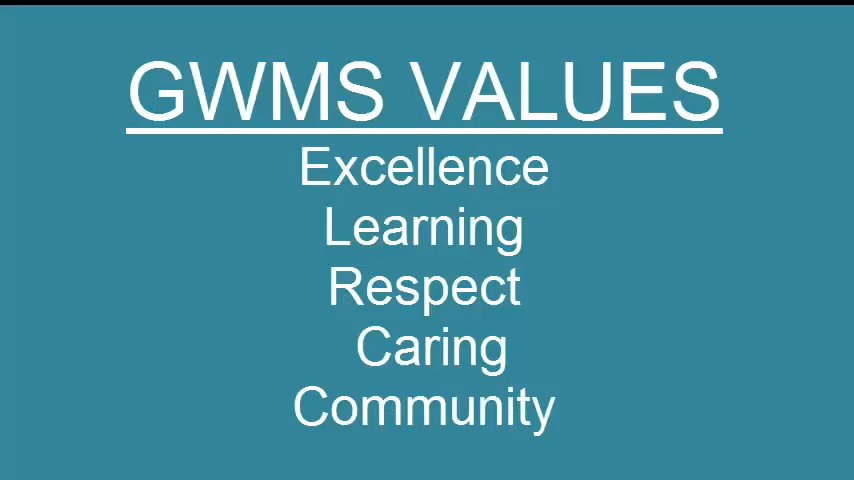 GWMS VALUES
Excellence
Learning
Respect
Caring
Community